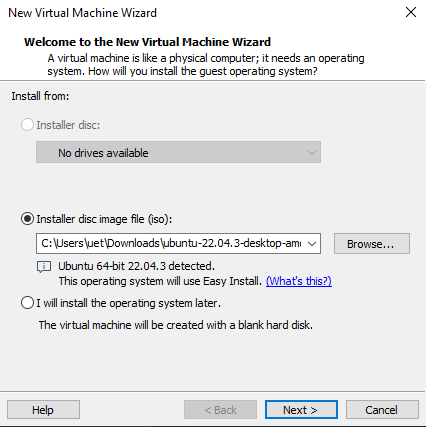 New Virtual Machine Wizard
Welcome to the New Virtual Machine Wizard
A virtual machine is like a physical computer; it needs an operating
system. How will you install the guest operating system?
Install from:
Installer disc:
No drives available
Installer disc image file (iso):
C:\Users\uet\Downloads\ubuntu-22.04.3-desktop-am
Browse...
Ubuntu 64-bit 22.04.3 detected.
This operating system will use Easy Install. (What's this?)
I will install the operating system later.
The virtual machine will be created with a blank hard disk.
Help
< Back
Next >
Cancel